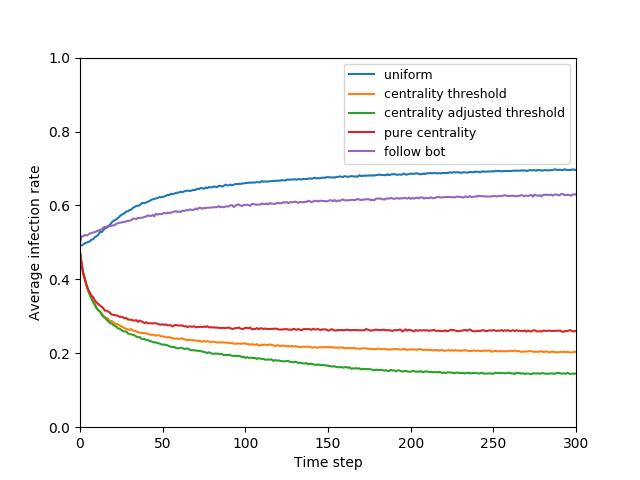 1.0
0.8
0.6
0.4
0.2
0.0
Average infection rate
uniform
centrality threshold
centrality adjusted threshold
pure centrality
follow bot
0 50 100 150 200 250 300
Time step